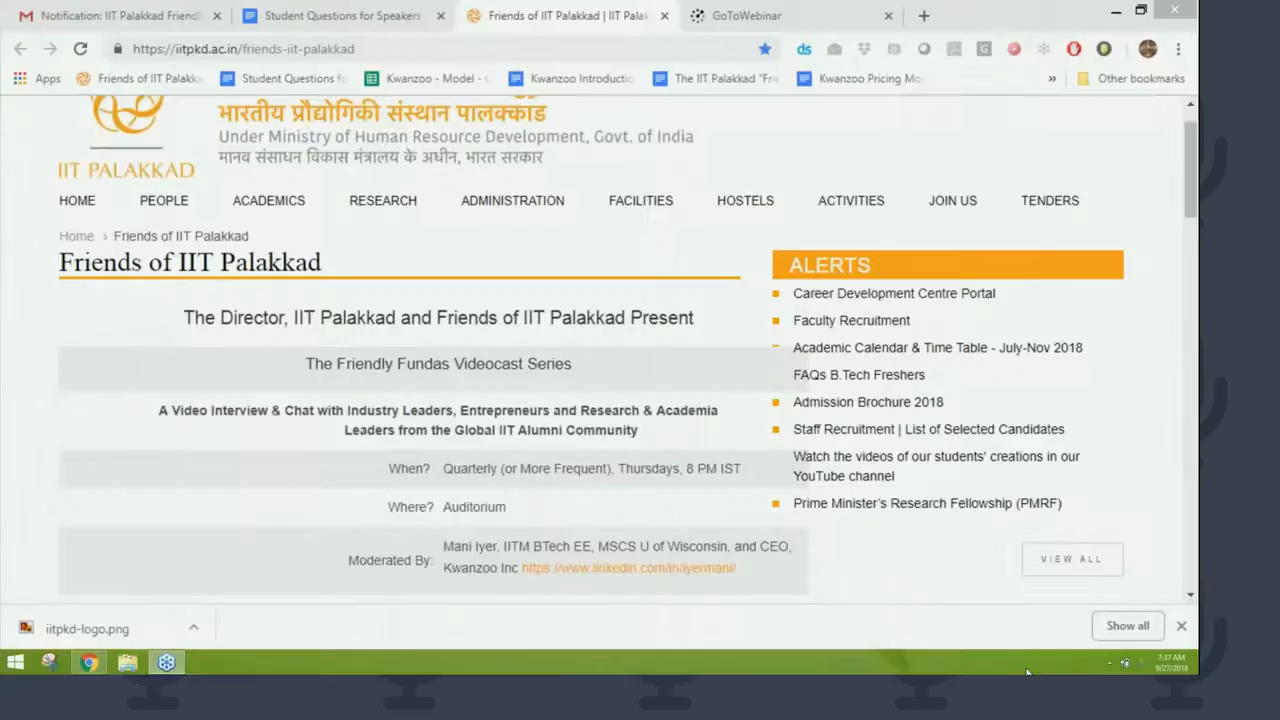 Notification: IIT Palakkad Friend
Student Questions for Speakers
Friends of IIT Palakkad | IIT Palak
GoToWebinar
https://iitpkd.ac.in/friends-iit-palakkad
Apps
Friends of IIT Palakk
Student Questions fo
Kwanzoo - Model -
Kwanzoo Introductio
The IIT Palakkad "Frie
Kwanzoo Pricing Mo
»
Other bookmarks
भारतीय प्रौद्योगिकी संस्थान पालक्काड
Under Ministry of Human Resource Development, Govt. of India
मानव संसाधन विकास मंत्रालय के अधीन, भारत सरकार
IIT PALAKKAD
HOME PEOPLE ACADEMICS RESEARCH ADMINISTRATION FACILITIES HOSTELS ACTIVITIES JOIN US TENDERS
Home › Friends of IIT Palakkad
Friends of IIT Palakkad
The Director, IIT Palakkad and Friends of IIT Palakkad Present
The Friendly Fundas Videocast Series
A Video Interview & Chat with Industry Leaders, Entrepreneurs and Research & Academia
Leaders from the Global IIT Alumni Community
When? Quarterly (or More Frequent), Thursdays, 8 PM IST
Where? Auditorium
Moderated By: Mani Iyer, IITM BTech EE, MSCS U of Wisconsin, and CEO,
Kwanzoo Inc https://www.linkedin.com/in/iyermani/
ALERTS
Career Development Centre Portal
Faculty Recruitment
Academic Calendar & Time Table - July-Nov 2018
FAQs B.Tech Freshers
Admission Brochure 2018
Staff Recruitment | List of Selected Candidates
Watch the videos of our students' creations in our
YouTube channel
Prime Minister's Research Fellowship (PMRF)
VIEW ALL
iitpkd-logo.png
Show all
7:37 AM
9/27/2018